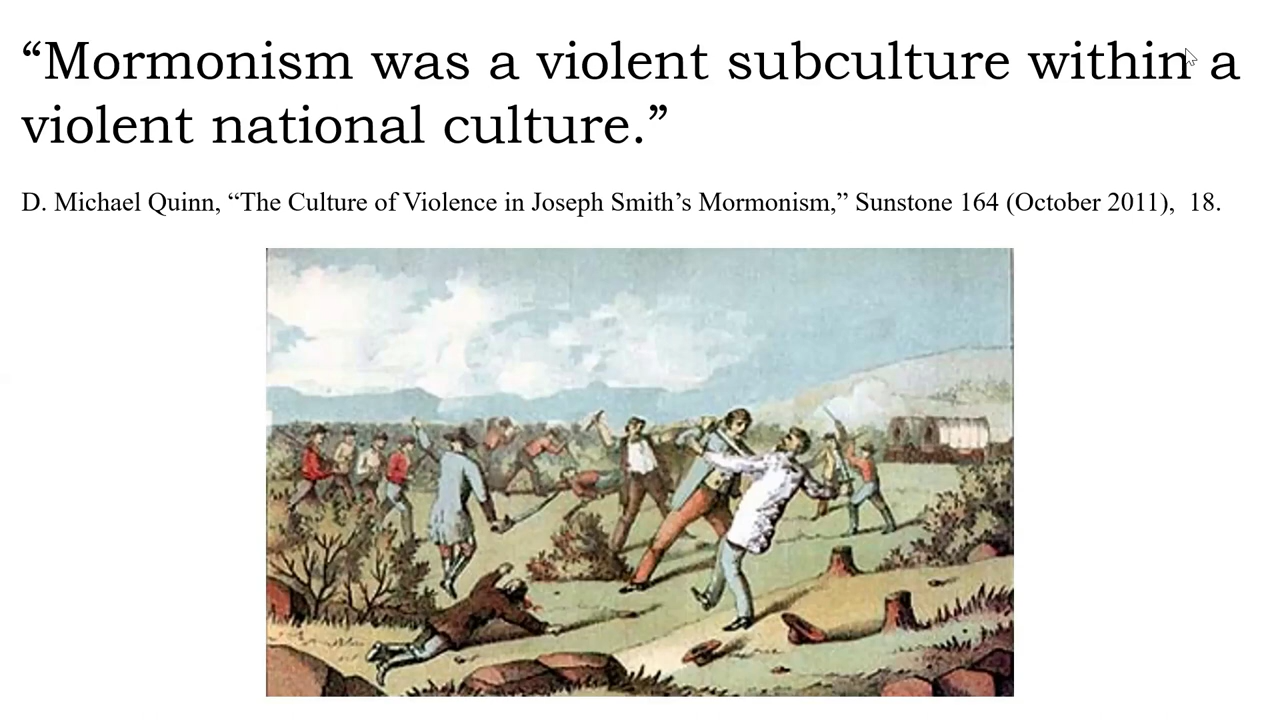 “Mormonism was a violent subculture within a
violent national culture.”
D. Michael Quinn, “The Culture of Violence in Joseph Smith’s Mormonism,” Sunstone 164 (October 2011),  18.